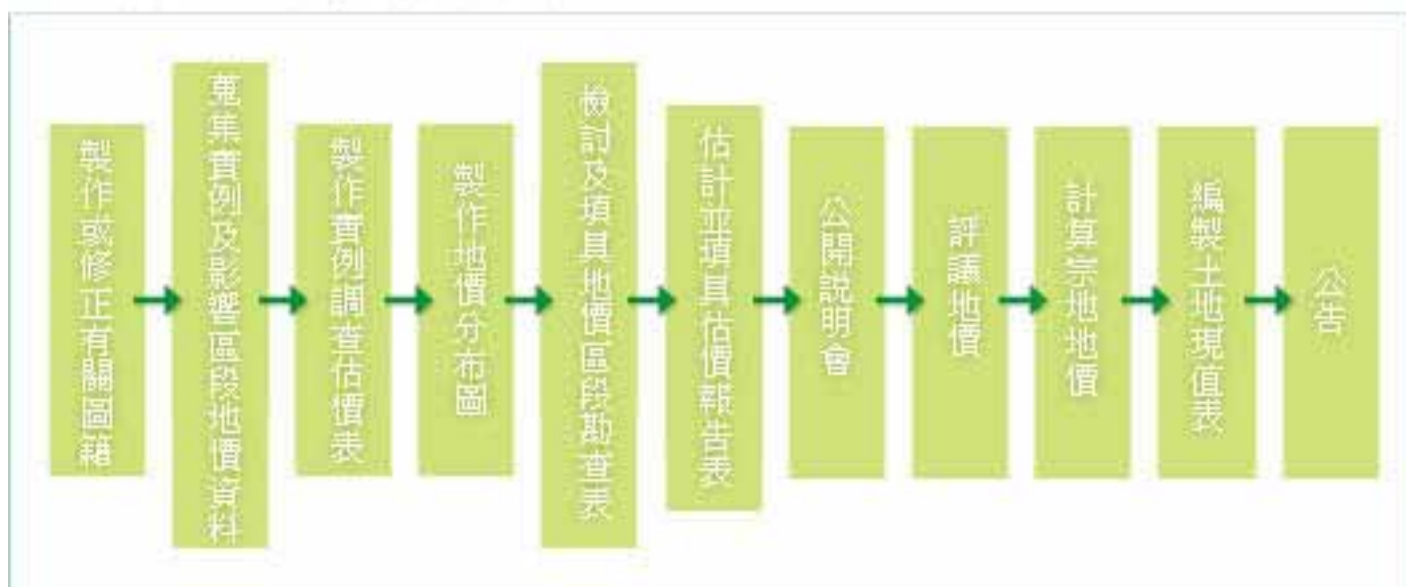 製作或修正有關圖籍
蒐集實例及影響區段地價資料
製作實例調查估價表
製作地價分布圖
檢討及填具地價區段勘查表
估計並填具估價報告表
公開說明會
評議地價
計算宗地地價
編製土地現值表
公告